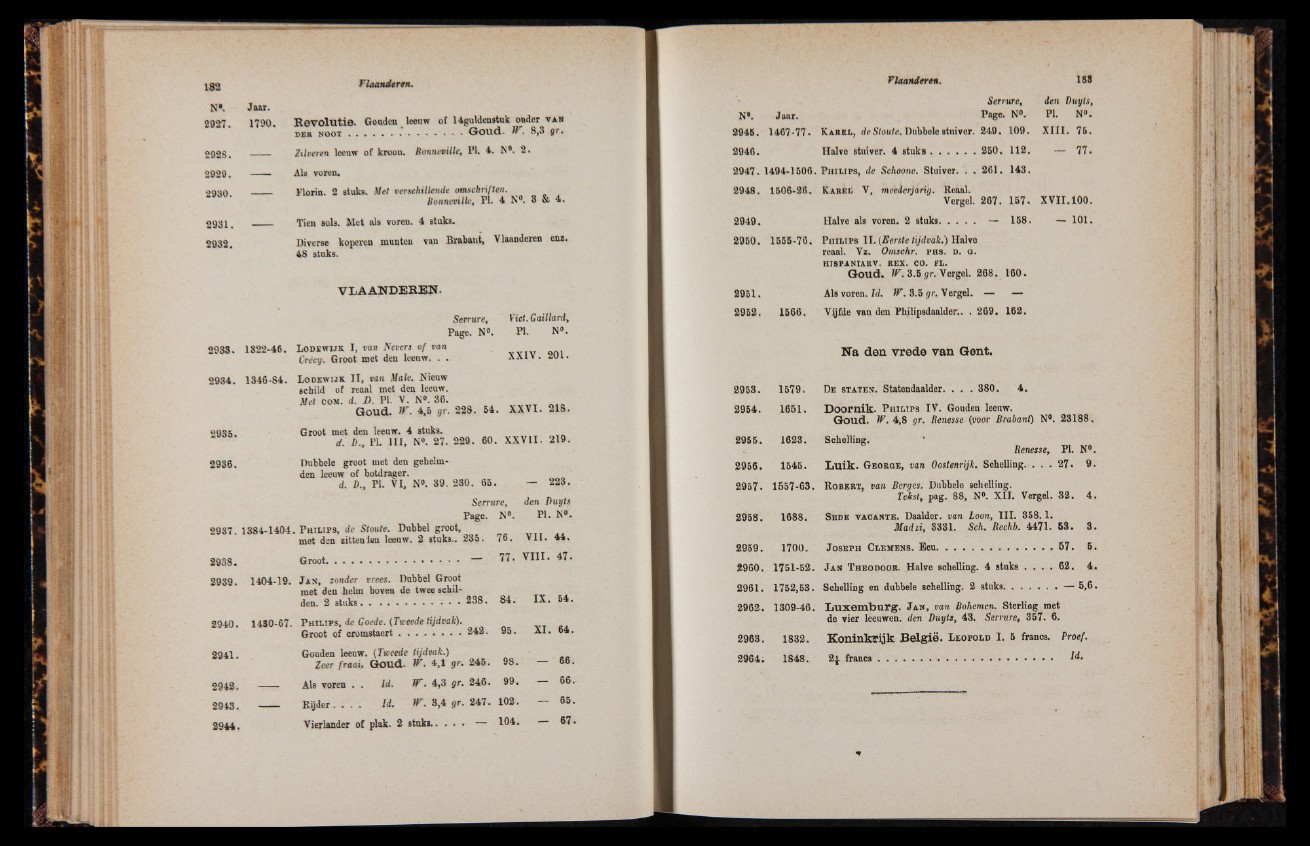 182 Vlaanderen.
N°. Jaar.
2927. 1790. Revolutie. Gouden leeuw of 14guldenstuk onder VAN
DER NOOT . . . . . . . . . . . . . . Goud. W. 8,3 gr.
2928. —— Zilveren leeuw of kroon. Bonneville, Pl. 4. N°. 2.
2929. —— Als voren.
2930. —— Florin. 2 stuks. Met verschillende omschriften.
Bonneville, Pl. 4 N°. 3 & 4.
2931. —— Tien sols. Met als voren. 4 stuks.
2932. Diverse koperen munten van Brabant, Vlaanderen enz.
48 stuks.
VLAANDEREN.
Serrure, Vict. Gaillard,
Page. N°. Pl. N°.
2933. 1322-46. LODEWIJK I, van Nevers of van
Crécy. Groot met den leeuw. . . XXIV. 201.
2934. 1346-84. LODEWIJK II, van Male. Nieuw
schild of reaal met den leeuw.
Met COM. d. D. Pl. V. N°. 36.
Goud. W. 4,5 gr. 228. 54. XXVI. 218.
2935. Groot met den leeuw. 4 stuks.
d. D., Pl. III, N°. 27. 229. 60. XXVII. 219.
2936. Dubbele groot met den gehelm-
den leeuw of botdrager.
d. D., Pl. VI, N°. 39. 230. 65. — 223.
Serrure, den Duyts
Page. N°. Pl. N°.
2937. 1384-1404. PHILIPS, de Stoute. Dubbel groot,
met den zittenden leeuw. 2 stuks.. 235. 76. VII. 44.
2938. Groot. . . . . . . . . . . . . . . . — 77. VIII. 47.
2939. 1404-19. JAN, zonder vrees. Dubbel Groot
met den helm boven de twee schil-
den. 2 stuks . . . . . . . . . . . . 238. 84. IX. 54.
2940. 1430-67. PHILIPS, de Goede. (Tweede tijdvak).
Groot of cromstaert . . . . . . . . 242. 95. XI. 64.
2941. Gouden leeuw. (Tweede tijdvak.)
Zeer fraai. Goud. W. 4,1 gr. 245. 98. — 66.
2942. —— Als voren . . Id. W. 4,3 gr. 246. 99. — 66.
2943. —— Rijder . . . . Id. W. 3,4 gr. 247. 102. — 65.
2944. Vierlander of plak. 2 stuks. . . . . — 104. — 67.
Vlaanderen. 183
Serrure, den Duyts,
N°. Jaar. Page. N°. Pl. N°.
2945. 1467-77. KAREL, de Stoute. Dubbele stuiver. 249. 109. XIII. 75.
2946. Halve stuiver. 4 stuks . . . . . . 250. 112. — 77.
2947. 1494-1506. PHILIPS, de Schoone. Stuiver. . . 261. 143.
2948. 1506-26. KAREL V, meederjarig. Reaal.
Vergel. 267. 157. XVII. 100.
2949. Halve als voren. 2 stuks. . . . . — 158. — 101.
2950. 1555-76. PHILIPS II. (Eerste tijdvak.) Halve
reaal. Vz. Omschr. PHS. D. G.
HISPANIARV. REX. CO. FL.
Goud. W. 3.5 gr. Vergel. 268. 160.
2951. Als voren. Id. W. 3.5 gr. Vergel. — —
2952. 1566. Vijfde van den Philipsdaalder.. . 269. 162.
Na den vrede van Gent.
2953. 1579. DE STATEN. Statendaalder. . . . 380. 4.
2954. 1651. Doornik. PHILIPS IV. Gouden leeuw.
Goud. W. 4,8 gr. Renesse (voor Brabant) N°. 23188.
2955. 1623. Schelling.
Renesse, Pl. N°.
2956. 1545. Luik. GEORGE, van Oostenrijk. Schelling. . . . 27. 9.
2957. 1557-63. ROBERT, van Berges. Dubbele schelling.
Tekst, pag. 88, N°. XII. Vergel. 32. 4.
2958. 1688. SEDE VACANTE. Daalder. van Loon, III. 358. 1.
Madai, 3331. Sch. Rechb. 4471. 53. 3.
2959. 1700. JOSEPH CLEMENS. Ecu. . . . . . . . . . . . . . 57. 5.
2960. 1751-52. JAN THEODOOR. Halve schelling. 4 stuks . . . . 62. 4.
2961. 1752,53. Schelling en dubbele schelling. 2 stuks. . . . . . . — 5,6.
2962. 1309-46. Luxemburg. JAN, van Bohemen. Sterling met
de vier leeuwen. den Duyts, 43. Serrure, 357. 6.
2963. 1832. Koninkrijk België. LEOPOLD I. 5 francs. Proef.
2964. 1848. 2½ francs . . . . . . . . . . . . . . . . . . . . . Id.